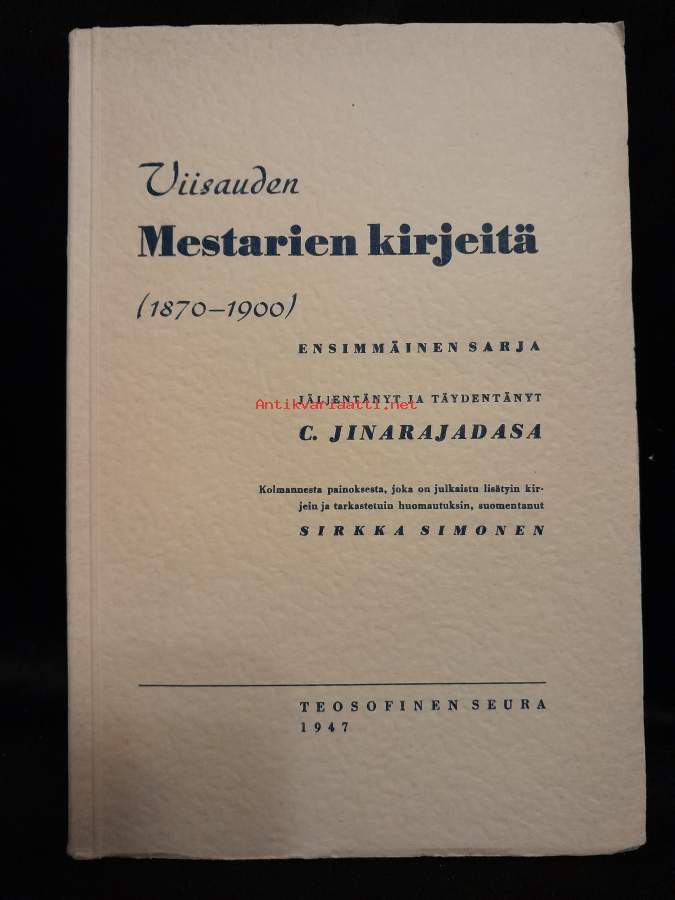 Viisauden
Mestarien kirjeitä
(1870–1900)
ENSIMMÄINEN SARJA
JÄLJENTÄNYT JA TÄYDENTÄNYT
Antikvariaatti.net
C. JINARAJADASA
Kolmannesta painoksesta, joka on julkaistu lisätyin kir-
jein ja tarkastetuin huomautuksin, suomentanut
SIRKKA SIMONEN
TEOSOFINEN SEURA
1947